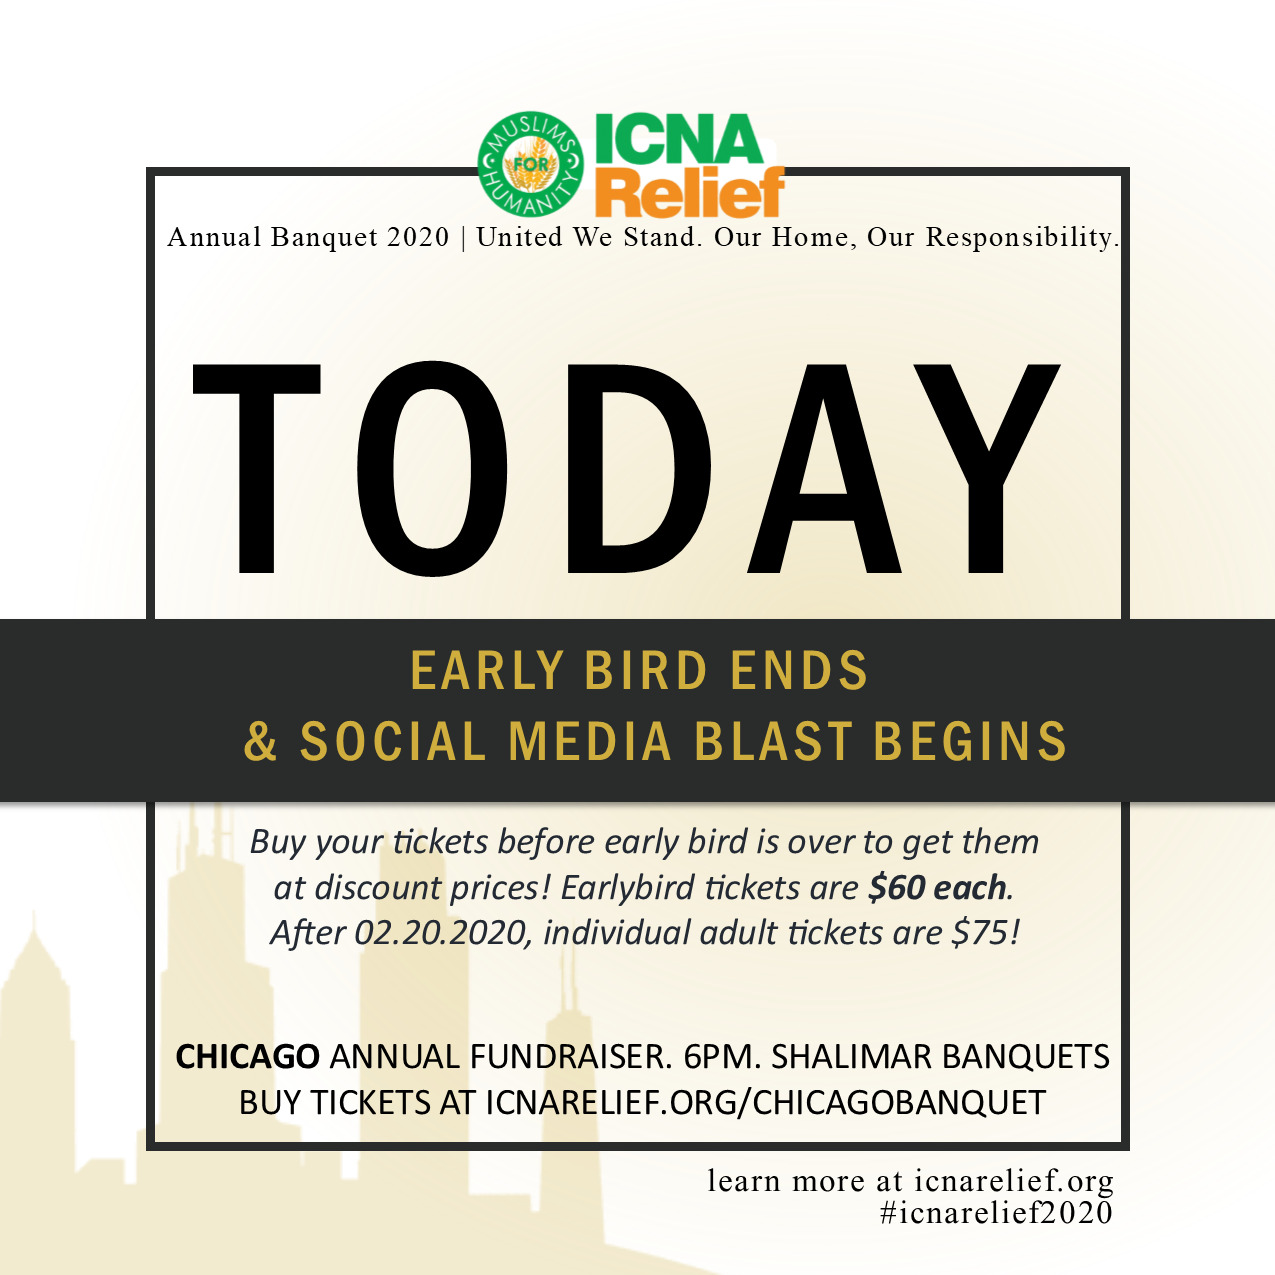 MUSLIMS FOR HUMANITY
ICNA
Relief
Annual Banquet 2020 | United We Stand. Our Home, Our Responsibility.
TODAY
EARLY BIRD ENDS
& SOCIAL MEDIA BLAST BEGINS
Buy your tickets before early bird is over to get them
at discount prices! Earlybird tickets are $60 each.
After 02.20.2020, individual adult tickets are $75!
CHICAGO ANNUAL FUNDRAISER. 6PM. SHALIMAR BANQUETS
BUY TICKETS AT ICNARELIEF.ORG/CHICAGOBANQUET
learn more at icnarelief.org
#icnarelief2020